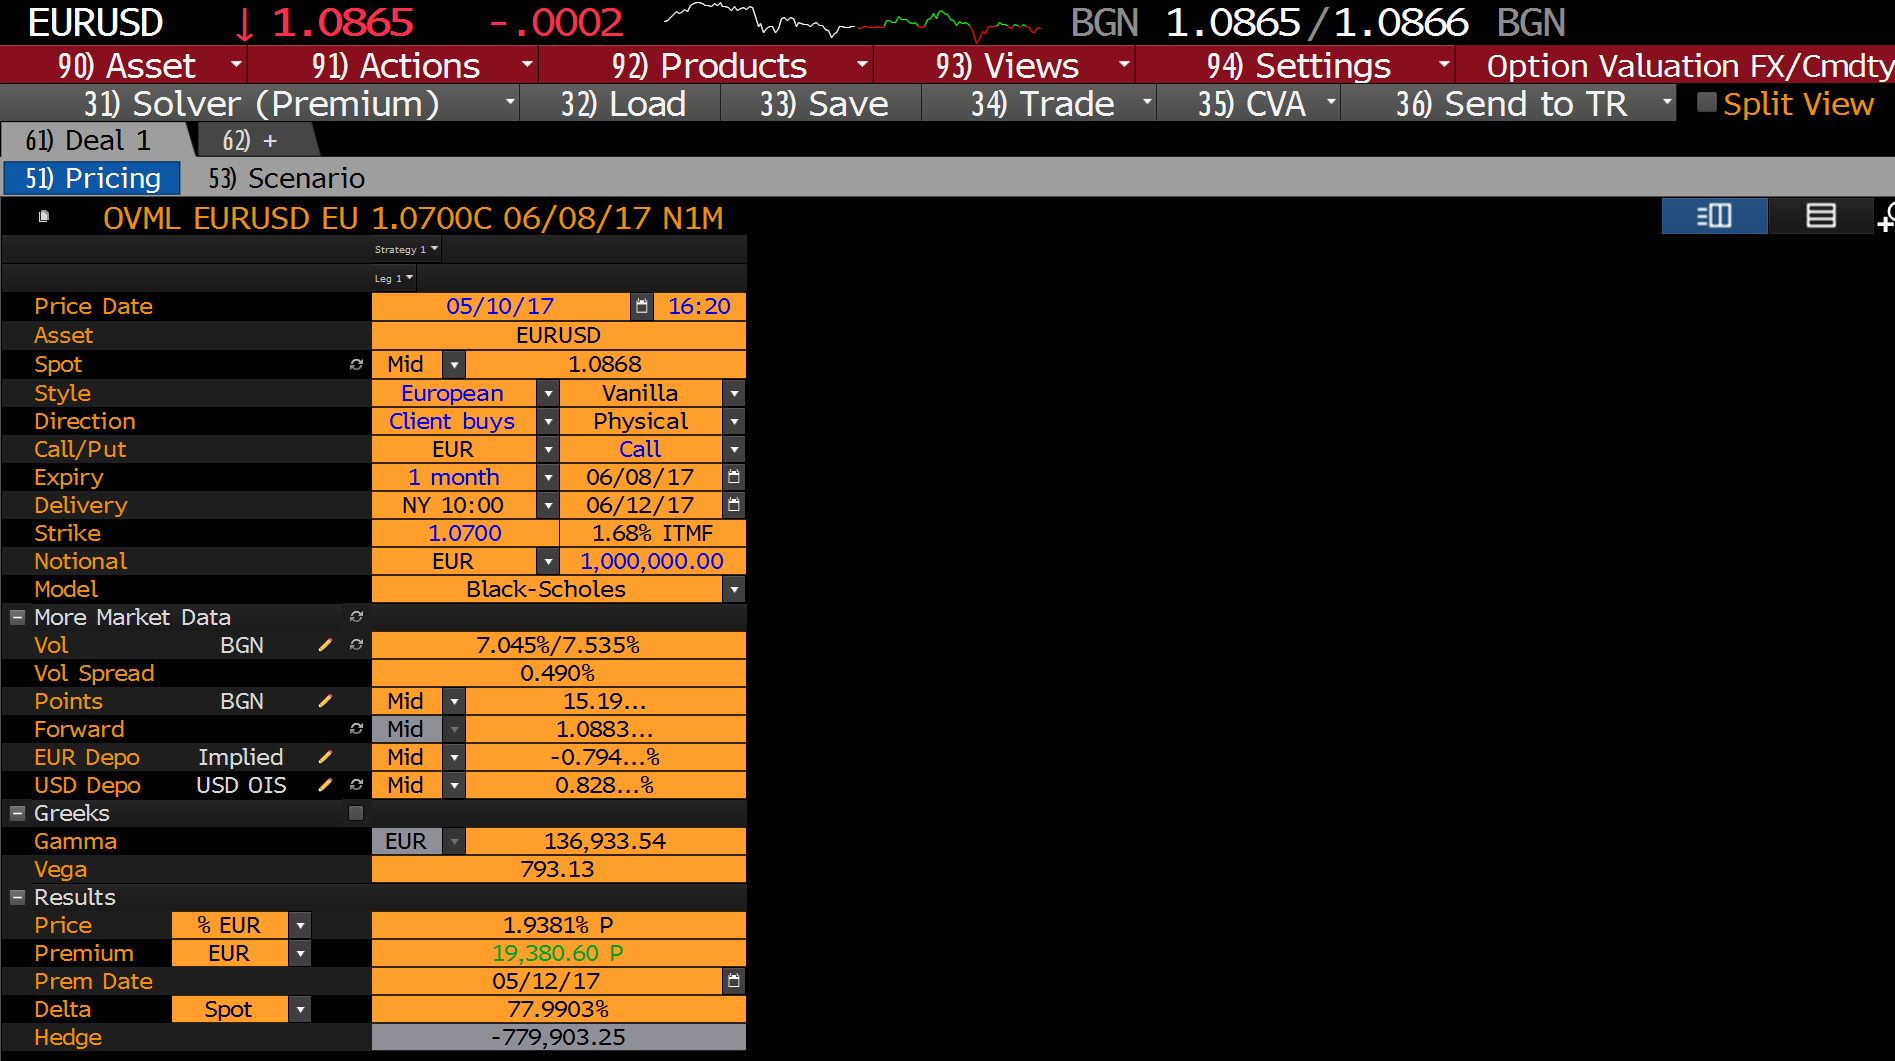 EURUSD ↓ 1.0865 -.0002 BGN 1.0865/1.0866 BGN
90) Asset 91) Actions 92) Products 93) Views 94) Settings Option Valuation FX/Cmdty
31) Solver (Premium) 32) Load 33) Save 34) Trade 35) CVA 36) Send to TR Split View
61) Deal 1 62) +
51) Pricing 53) Scenario
OVML EURUSD EU 1.0700C 06/08/17 N1M
Strategy 1
Leg 1
Price Date 05/10/17 16:20
Asset EURUSD
Spot Mid 1.0868
Style European Vanilla
Direction Client buys Physical
Call/Put EUR Call
Expiry 1 month 06/08/17
Delivery NY 10:00 06/12/17
Strike 1.0700 1.68% ITMF
Notional EUR 1,000,000.00
Model Black-Scholes
More Market Data
Vol BGN 7.045%/7.535%
Vol Spread 0.490%
Points BGN Mid 15.19...
Forward Mid 1.0883...
EUR Depo Implied Mid -0.794...%
USD Depo USD OIS Mid 0.828...%
Greeks
Gamma EUR 136,933.54
Vega 793.13
Results
Price % EUR 1.9381% P
Premium EUR 19,380.60 P
Prem Date 05/12/17
Delta Spot 77.9903%
Hedge -779,903.25